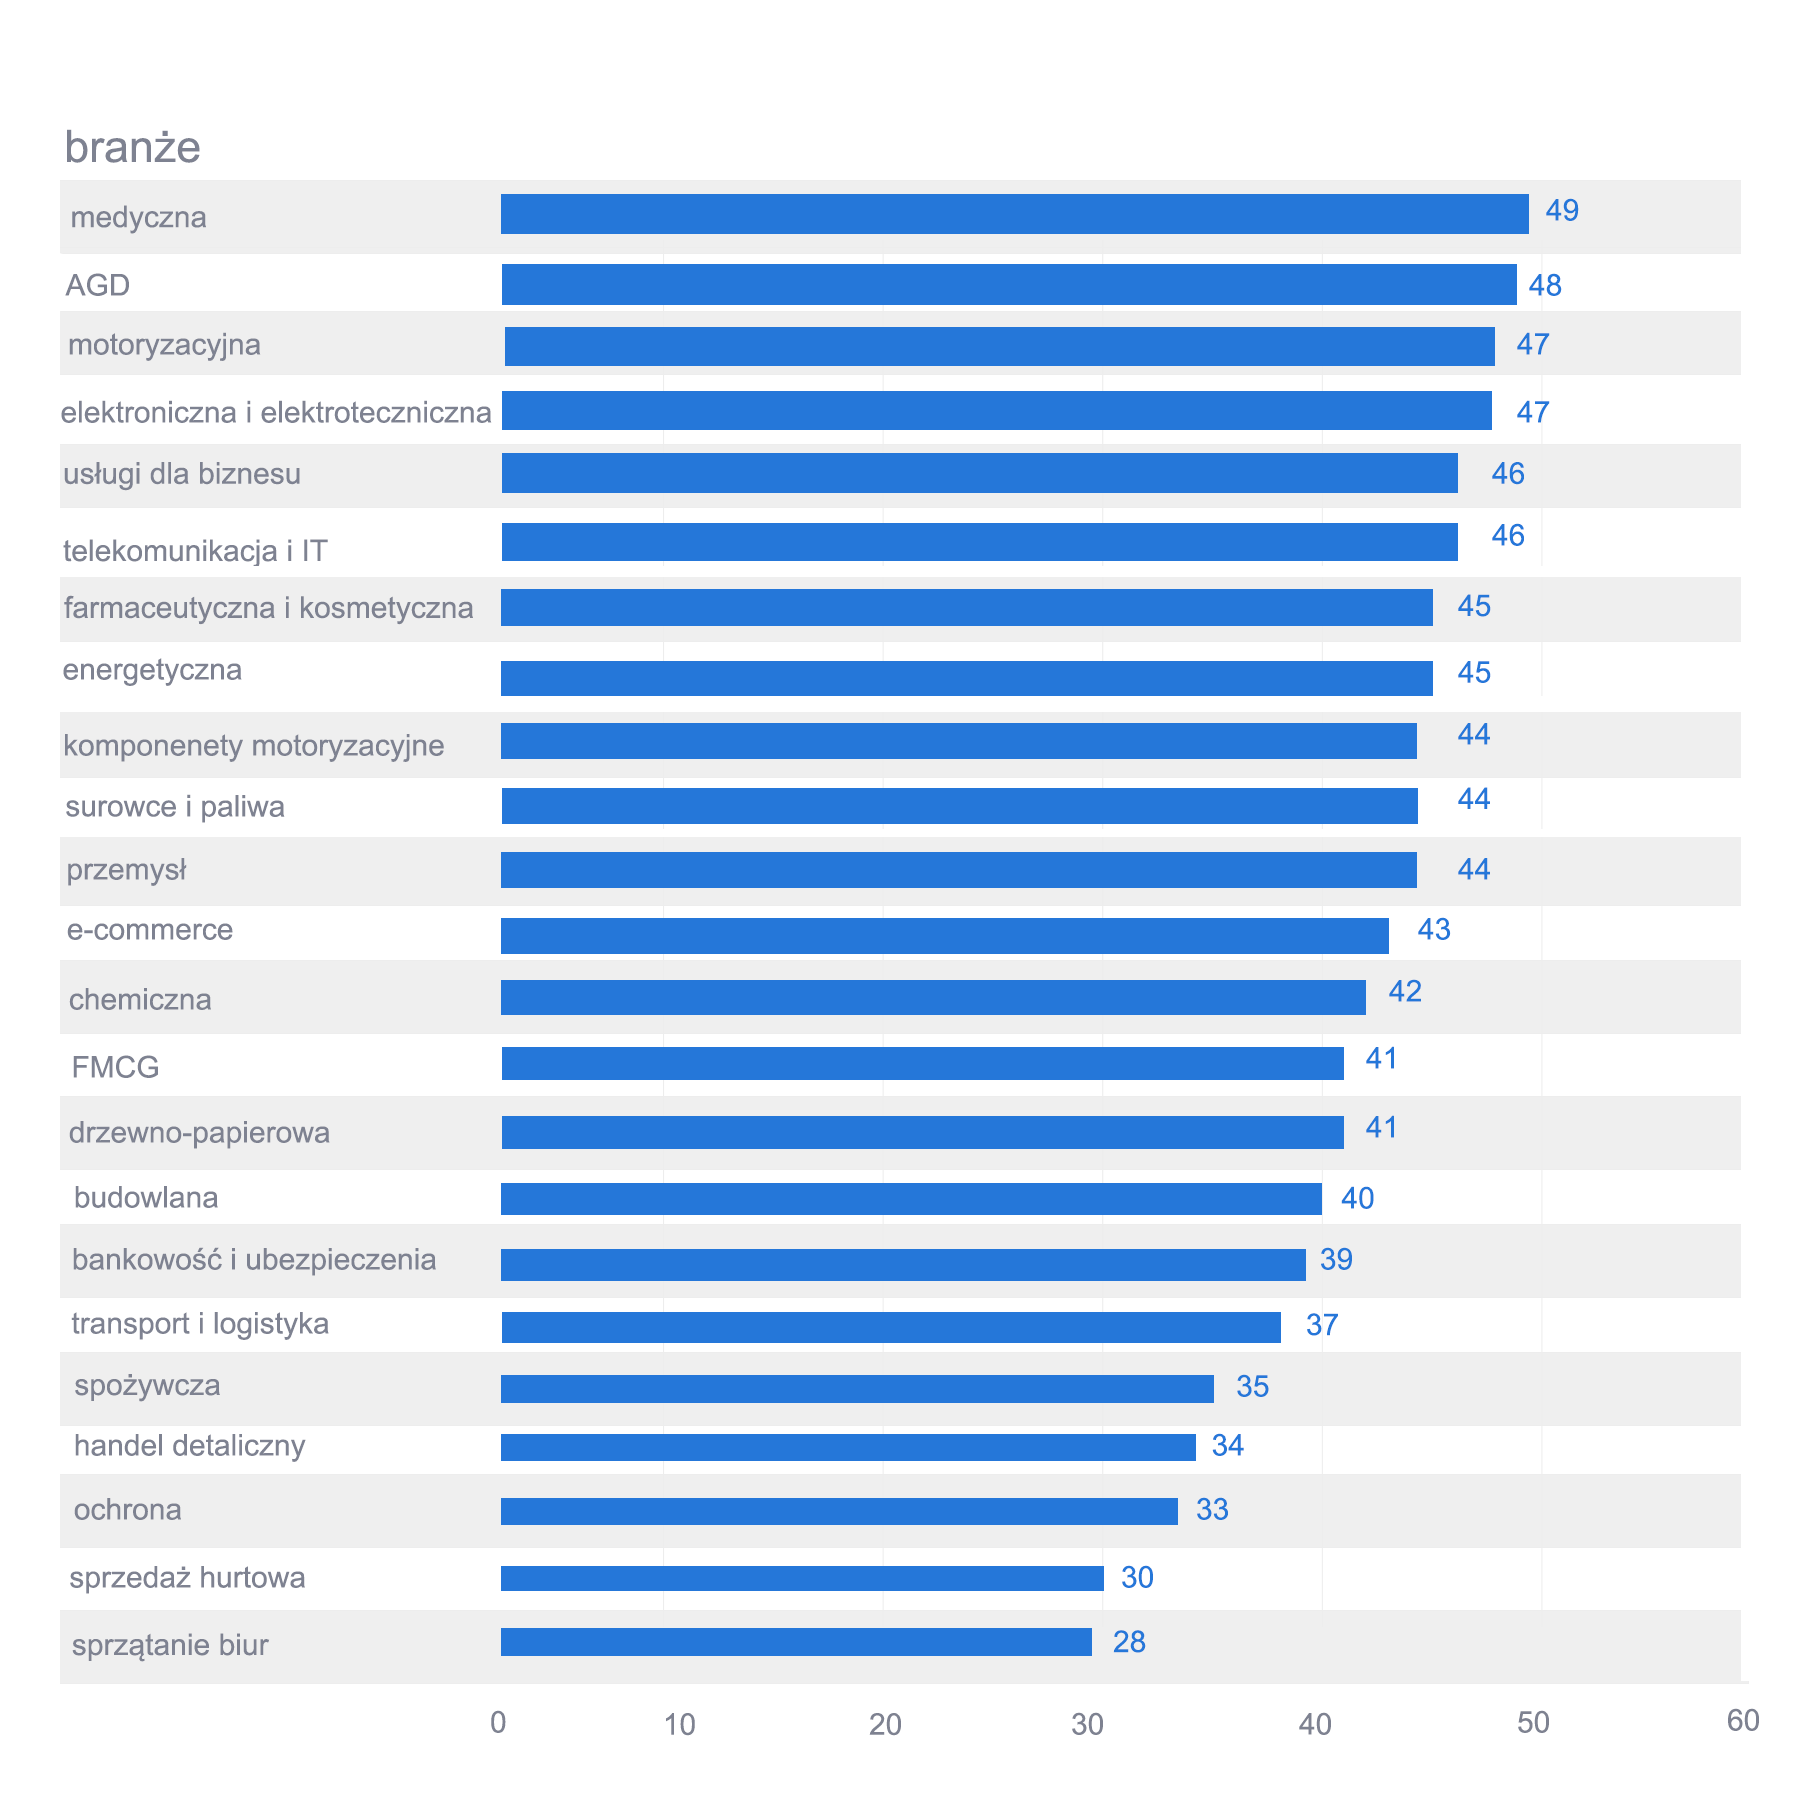 branże
medyczna 49
AGD 48
motoryzacyjna 47
elektroniczna i elektroteczniczna 47
usługi dla biznesu 46
telekomunikacja i IT 46
farmaceutyczna i kosmetyczna 45
energetyczna 45
komponenety motoryzacyjne 44
surowce i paliwa 44
przemysł 44
e-commerce 43
chemiczna 42
FMCG 41
drzewno-papierowa 41
budowlana 40
bankowość i ubezpieczenia 39
transport i logistyka 37
spożywcza 35
handel detaliczny 34
ochrona 33
sprzedaż hurtowa 30
sprzątanie biur 28
0 10 20 30 40 50 60